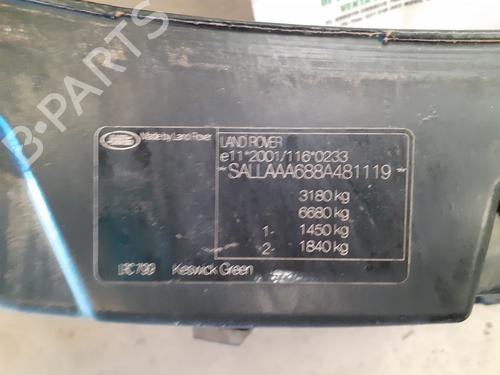 Made by Land Rover
LAND ROVER
e11*2001/116*0233
*SALLAAA688A481119*
3180 kg
6680 kg
1- 1450 kg
2- 1840 kg
LRC 790 Keswick Green
B-PARTS